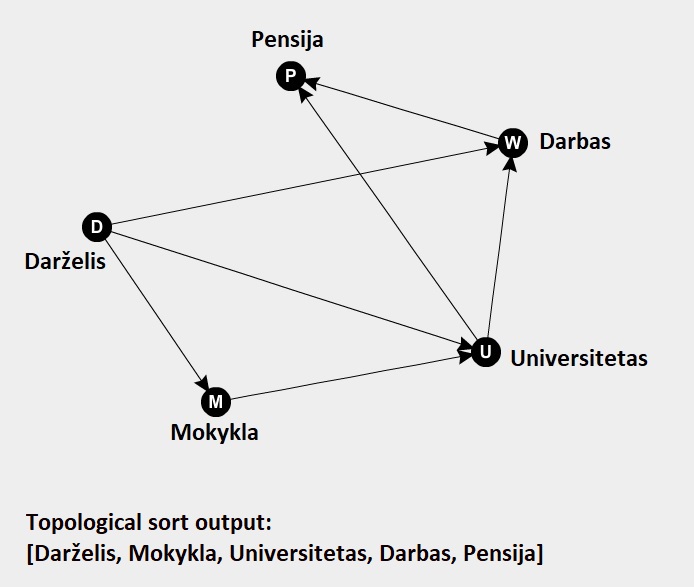 Pensija
P
W Darbas
D
Darželis
U Universitetas
M
Mokykla
Topological sort output:
[Darželis, Mokykla, Universitetas, Darbas, Pensija]